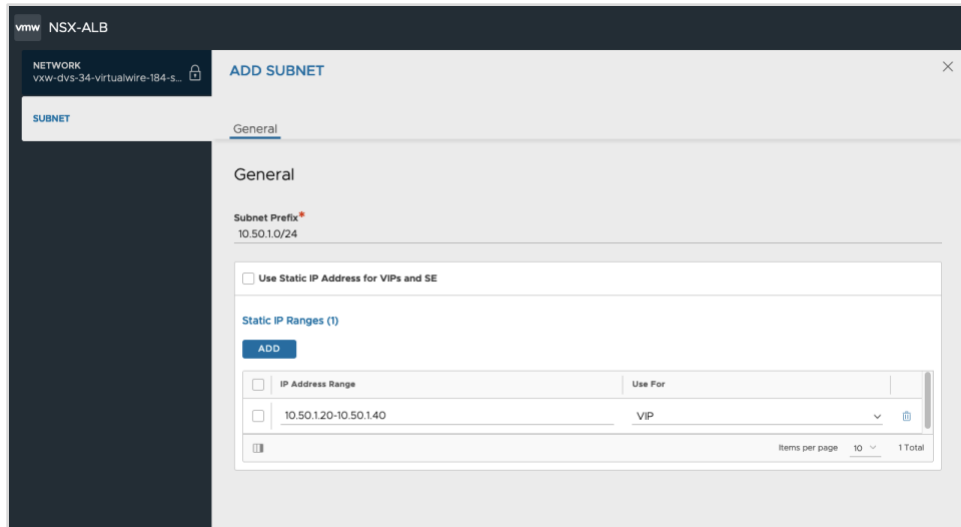 vmw NSX-ALB
NETWORK
vxw-dvs-34-virtualwire-184-s...
ADD SUBNET
SUBNET
General
General
Subnet Prefix*
10.50.1.0/24
Use Static IP Address for VIPs and SE
Static IP Ranges (1)
ADD
IP Address Range Use For
10.50.1.20-10.50.1.40 VIP
Items per page 10 1 Total